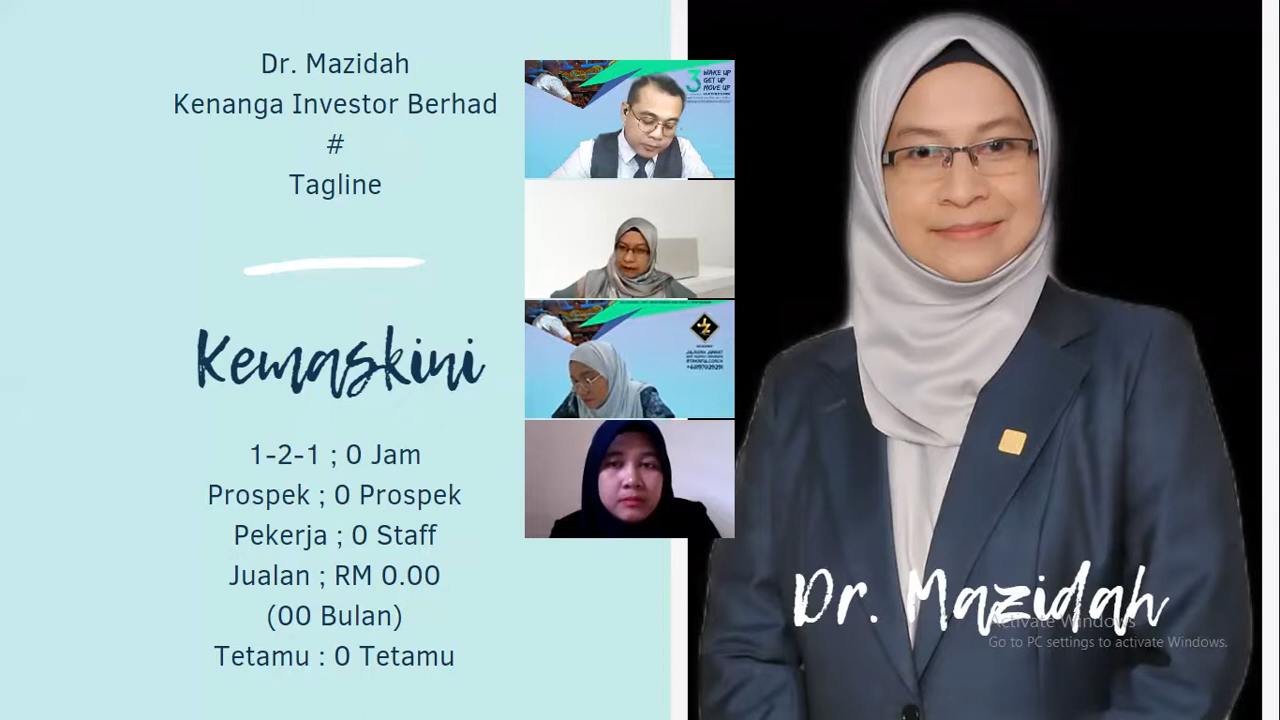 Dr. Mazidah
Kenanga Investor Berhad
#
Tagline
Kemaskini
1-2-1 ; 0 Jam
Prospek ; 0 Prospek
Pekerja ; 0 Staff
Jualan ; RM 0.00
(00 Bulan)
Tetamu : 0 Tetamu
3 WAKE UP
GET UP
MOVE UP
Dr. Mazidah
Activate Windows
Go to PC settings to activate Windows.